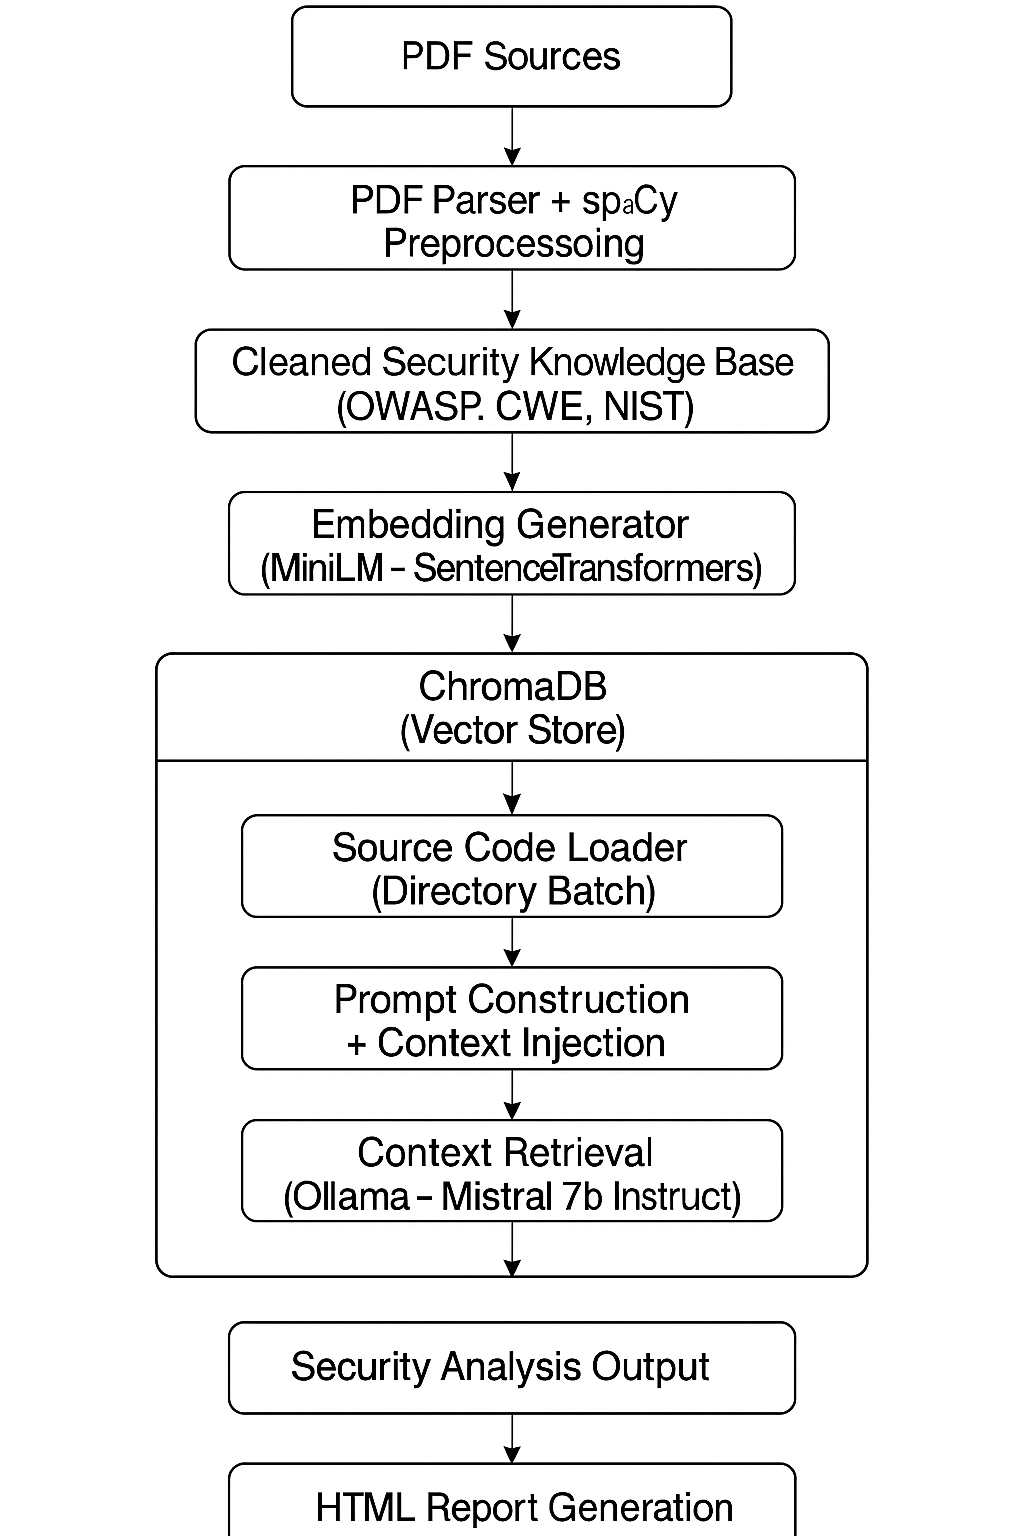 PDF Sources
PDF Parser + spaCy
Preprocessoing
Cleaned Security Knowledge Base
(OWASP. CWE, NIST)
Embedding Generator
(MiniLM – SentenceTransformers)
ChromaDB
(Vector Store)
Source Code Loader
(Directory Batch)
Prompt Construction
+ Context Injection
Context Retrieval
(Ollama – Mistral 7b Instruct)
Security Analysis Output
HTML Report Generation